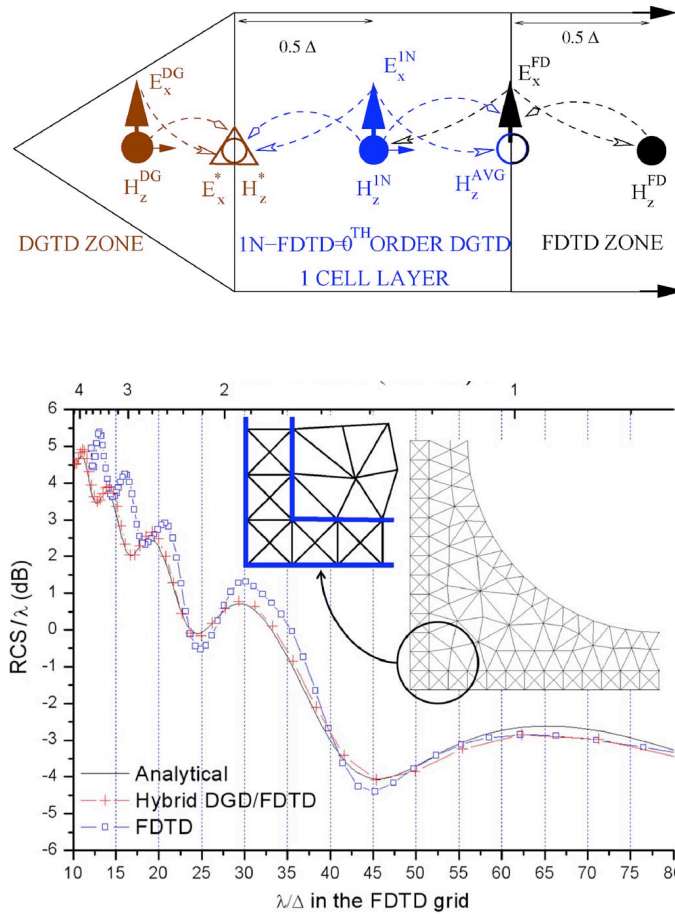 0.5 Δ
0.5 Δ
E_x^DG
E_x^1N
E_x^FD
H_z^DG
E_x^*
H_z^*
H_z^1N
H_z^AVG
H_z^FD
DGTD ZONE
1N−FDTD=0^TH ORDER DGTD
1 CELL LAYER
FDTD ZONE
4
3
2
1
6
5
4
3
2
1
0
-1
-2
-3
-4
-5
-6
RCS/λ (dB)
Analytical
Hybrid DGD/FDTD
FDTD
10 15 20 25 30 35 40 45 50 55 60 65 70 75 80
λ/Δ in the FDTD grid